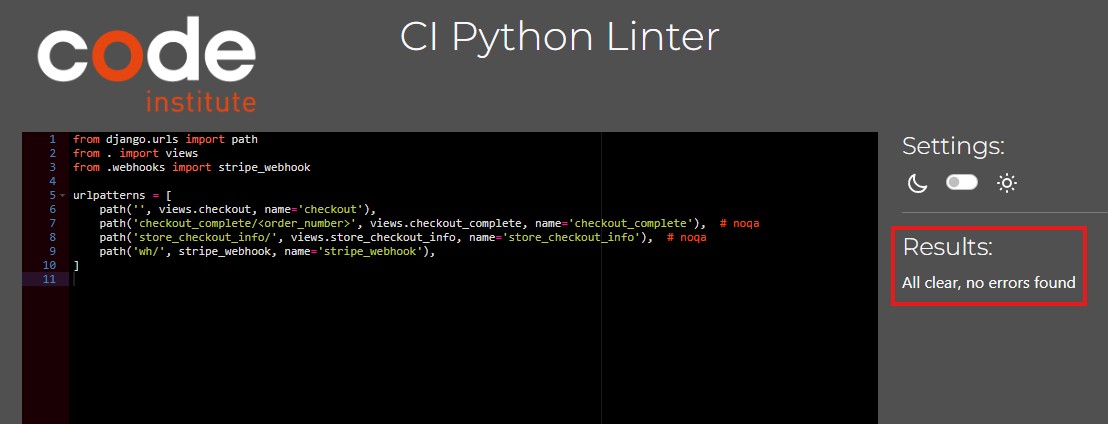 code
institute
CI Python Linter
1 from django.urls import path
2 from . import views
3 from .webhooks import stripe_webhook
4
5 urlpatterns = [
6     path('', views.checkout, name='checkout'),
7     path('checkout_complete/<order_number>', views.checkout_complete, name='checkout_complete'),  # noqa
8     path('store_checkout_info/', views.store_checkout_info, name='store_checkout_info'),  # noqa
9     path('wh/', stripe_webhook, name='stripe_webhook'),
10 ]
11
Settings:
Results:
All clear, no errors found